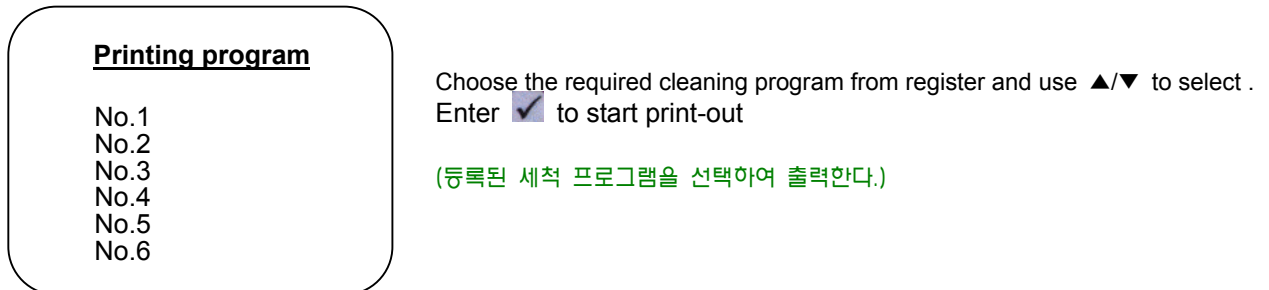 Printing program
No.1
No.2
No.3
No.4
No.5
No.6
Choose the required cleaning program from register and use ▲/▼ to select .
Enter ✓ to start print-out
(등록된 세척 프로그램을 선택하여 출력한다.)